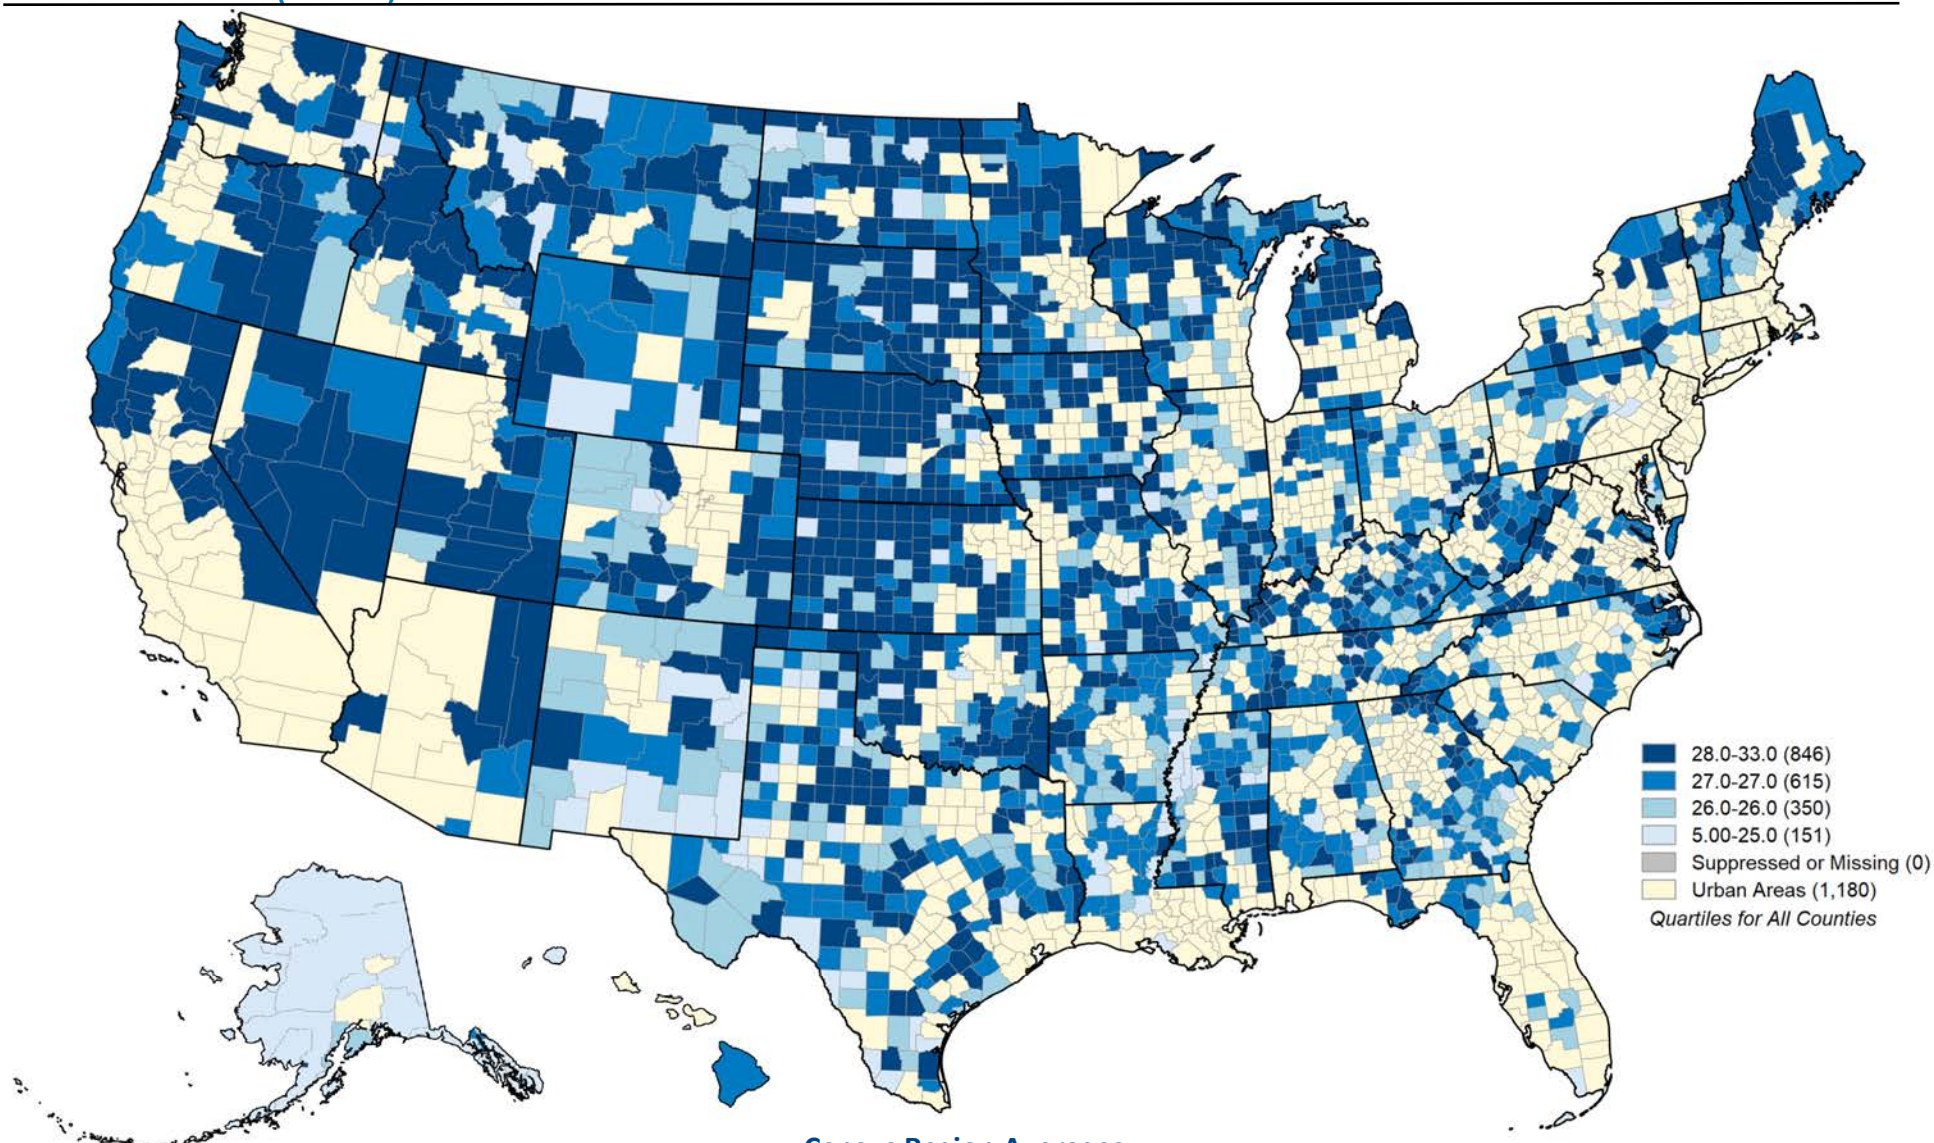 28.0-33.0 (846)
27.0-27.0 (615)
26.0-26.0 (350)
5.00-25.0 (151)
Suppressed or Missing (0)
Urban Areas (1,180)
Quartiles for All Counties